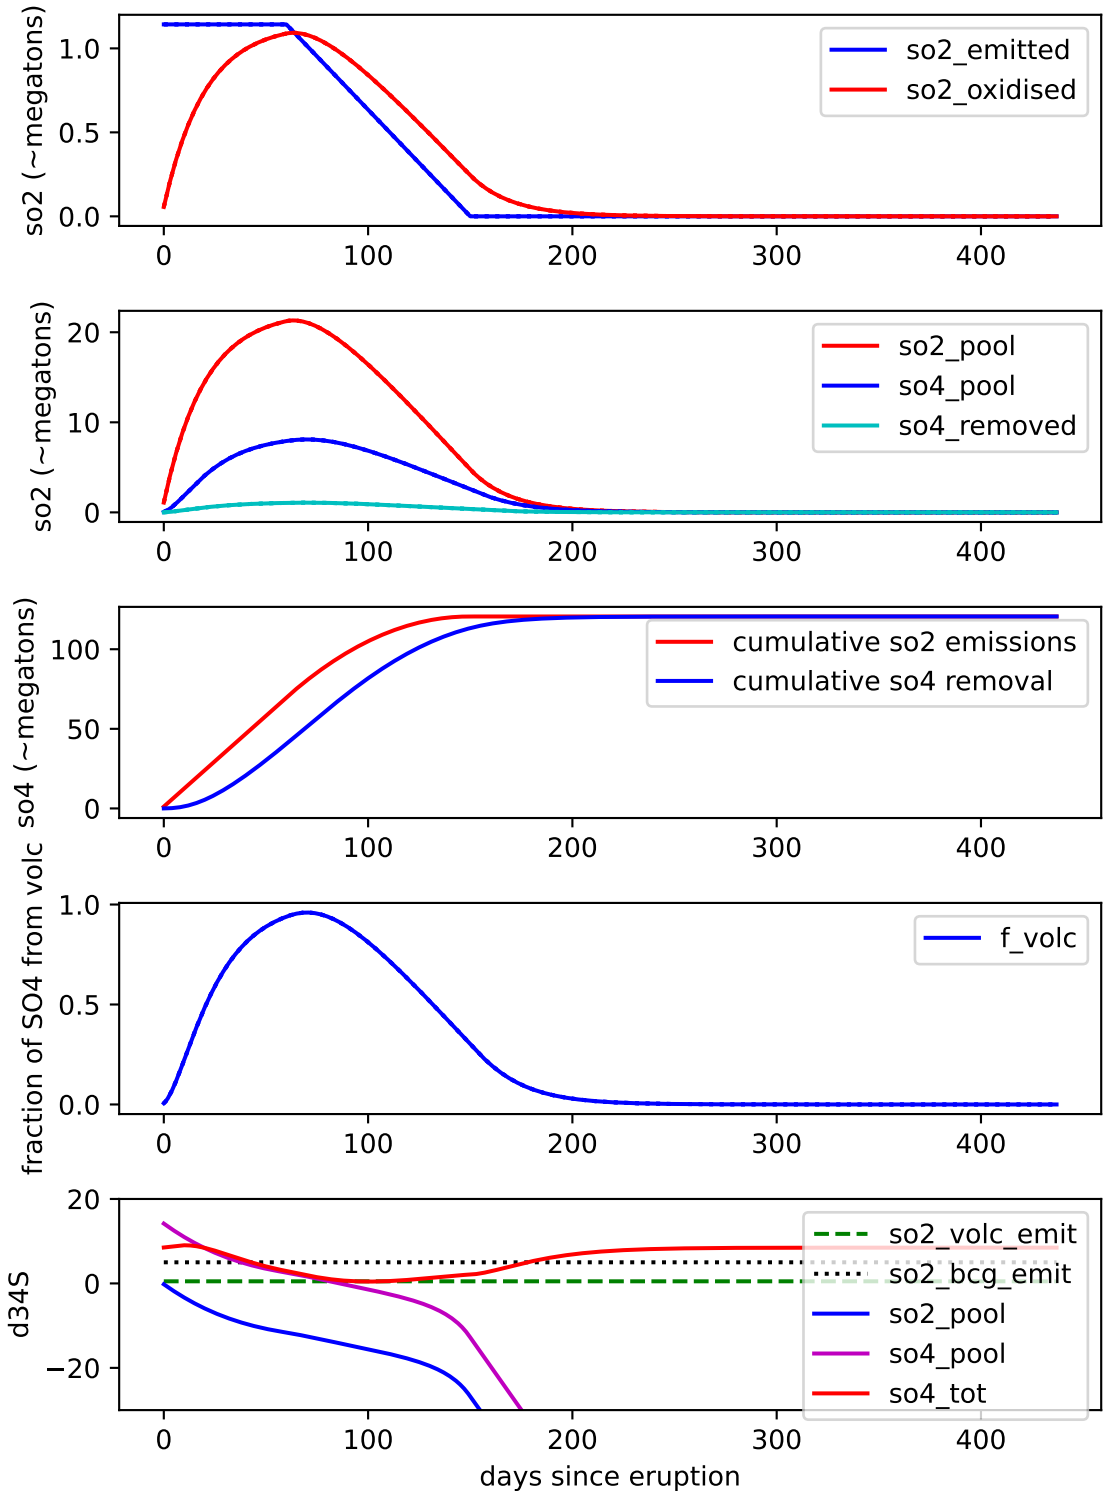 so2 (~megatons)
1.0
0.5
0.0
so2_emitted
so2_oxidised
0 100 200 300 400
so2 (~megatons)
20
10
0
so2_pool
so4_pool
so4_removed
0 100 200 300 400
so4 (~megatons)
100
50
0
cumulative so2 emissions
cumulative so4 removal
0 100 200 300 400
fraction of SO4 from volc
1.0
0.5
0.0
f_volc
0 100 200 300 400
d34S
20
0
−20
so2_volc_emit
so2_bcg_emit
so2_pool
so4_pool
so4_tot
0 100 200 300 400
days since eruption